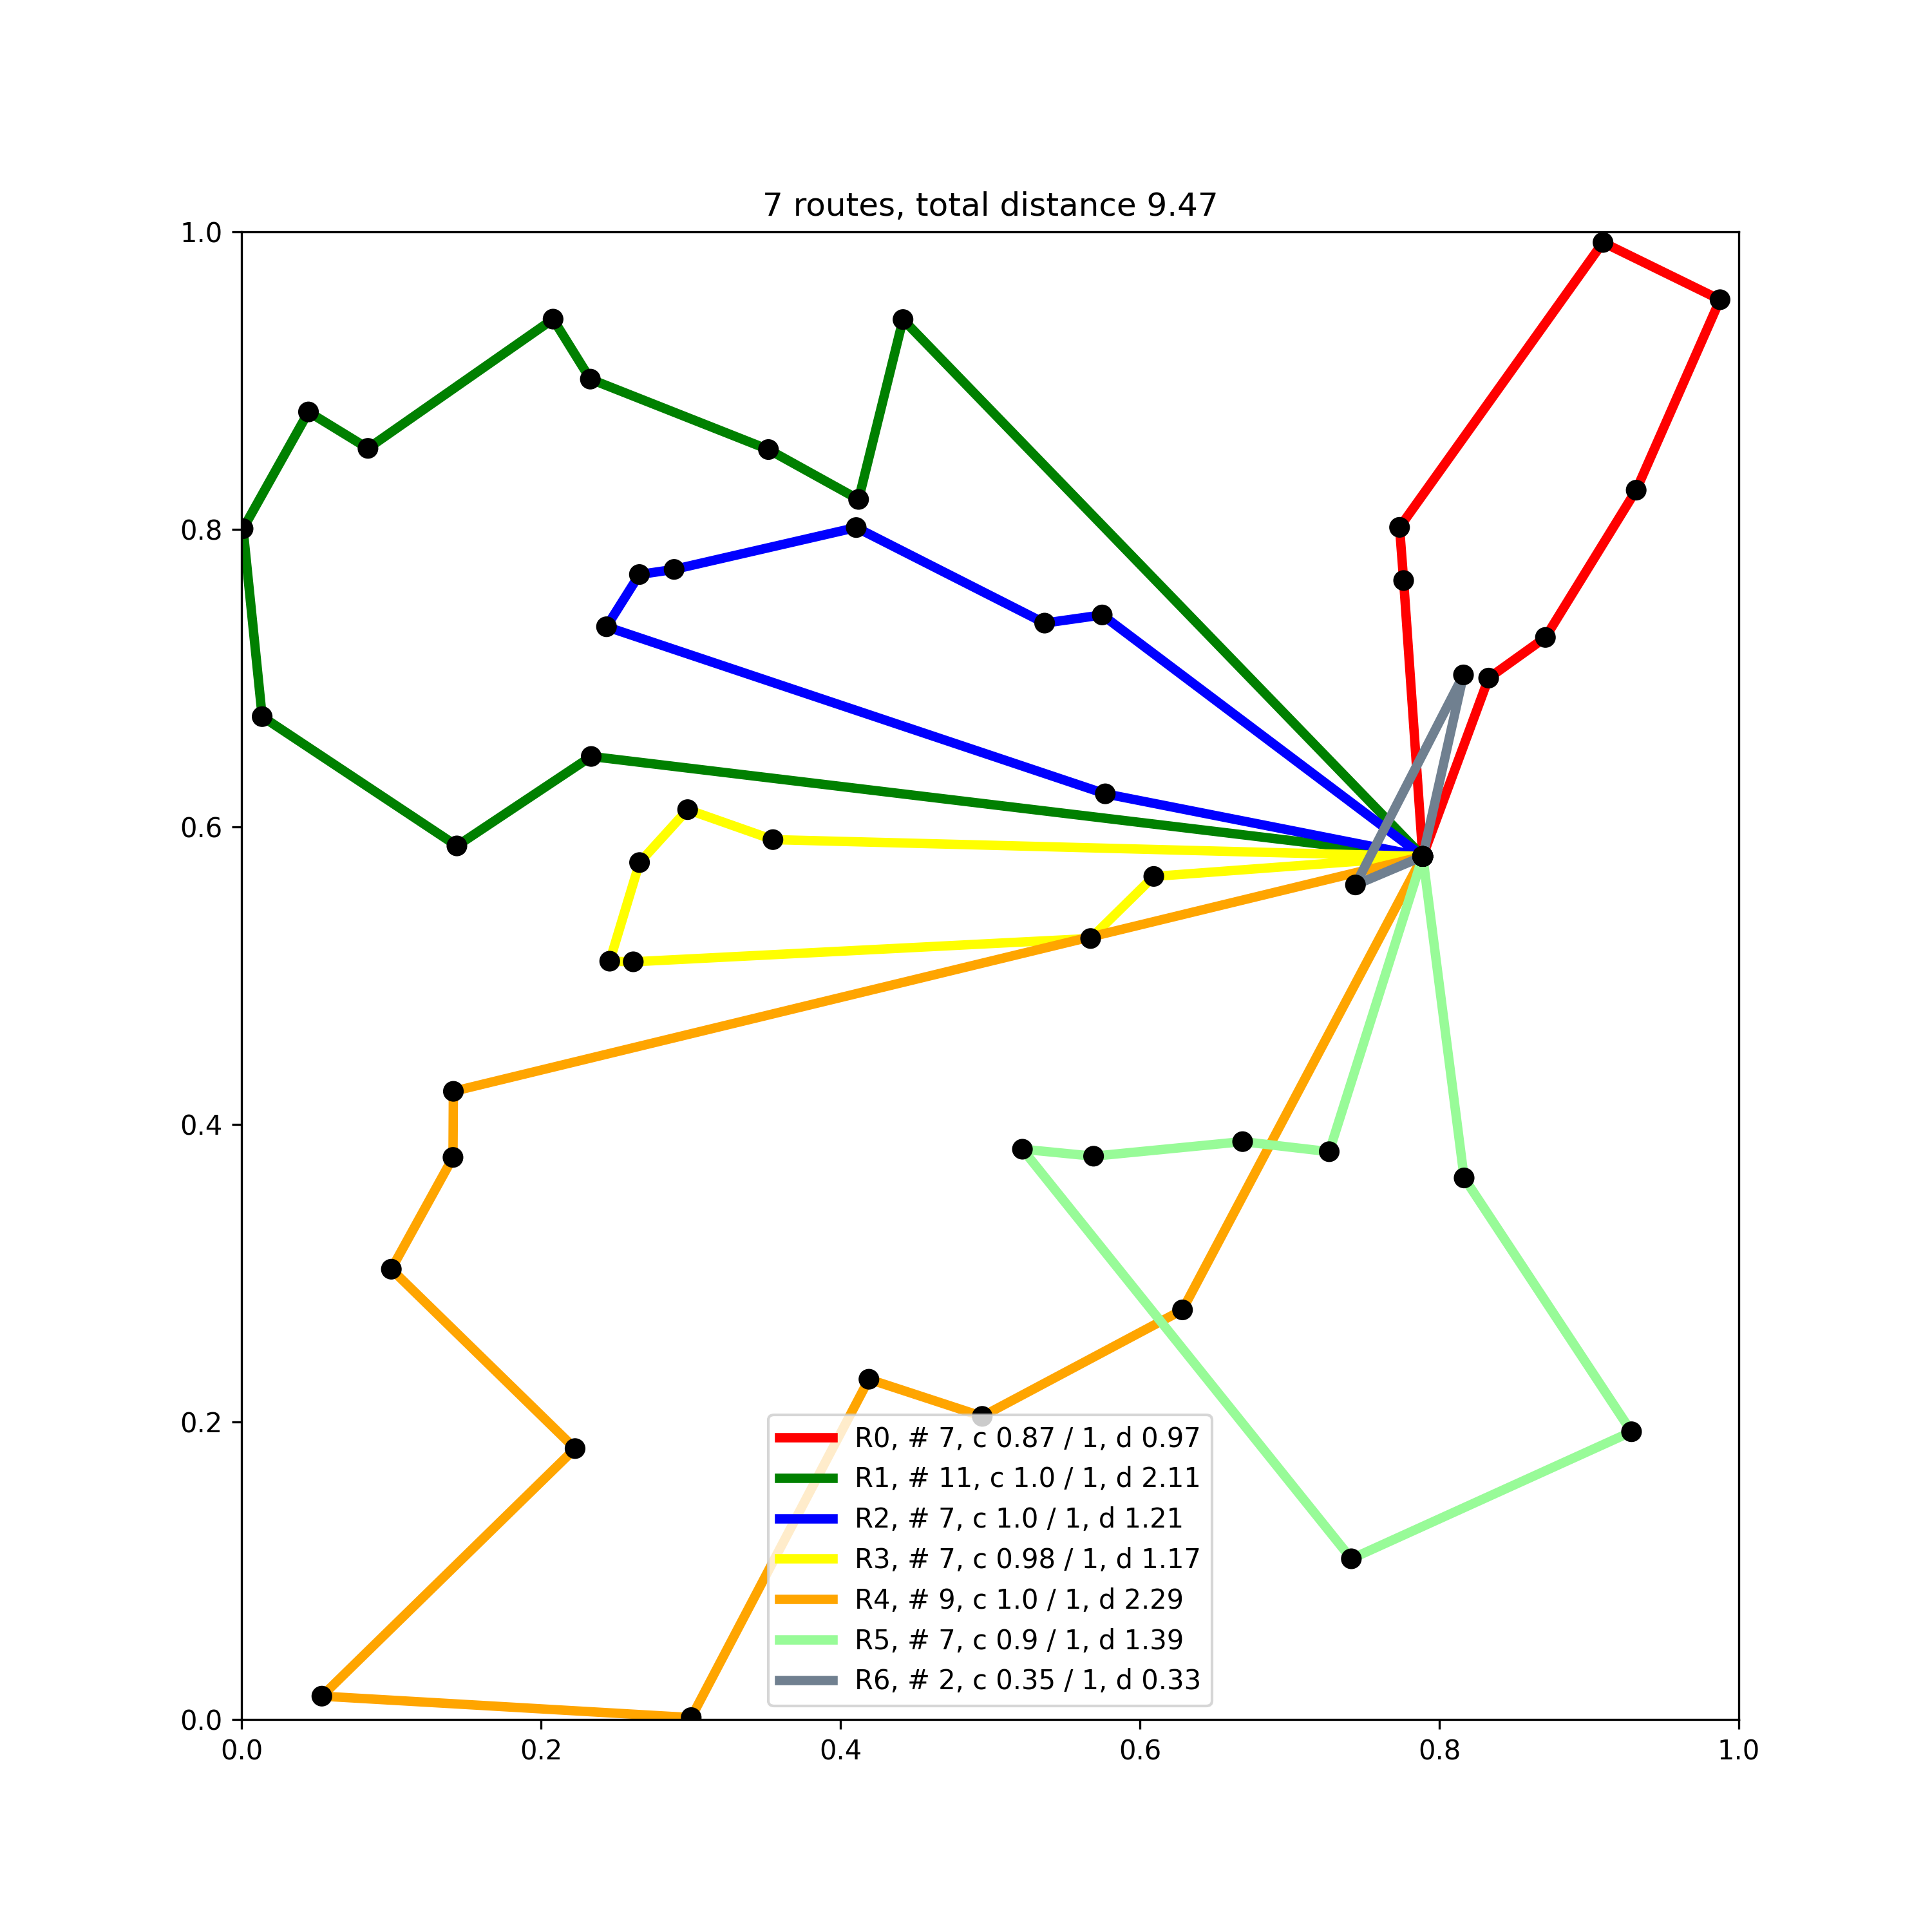 7 routes, total distance 9.47
1.0
0.8
0.6
0.4
0.2
0.0
R0, # 7, c 0.87 / 1, d 0.97
R1, # 11, c 1.0 / 1, d 2.11
R2, # 7, c 1.0 / 1, d 1.21
R3, # 7, c 0.98 / 1, d 1.17
R4, # 9, c 1.0 / 1, d 2.29
R5, # 7, c 0.9 / 1, d 1.39
R6, # 2, c 0.35 / 1, d 0.33
0.0 0.2 0.4 0.6 0.8 1.0